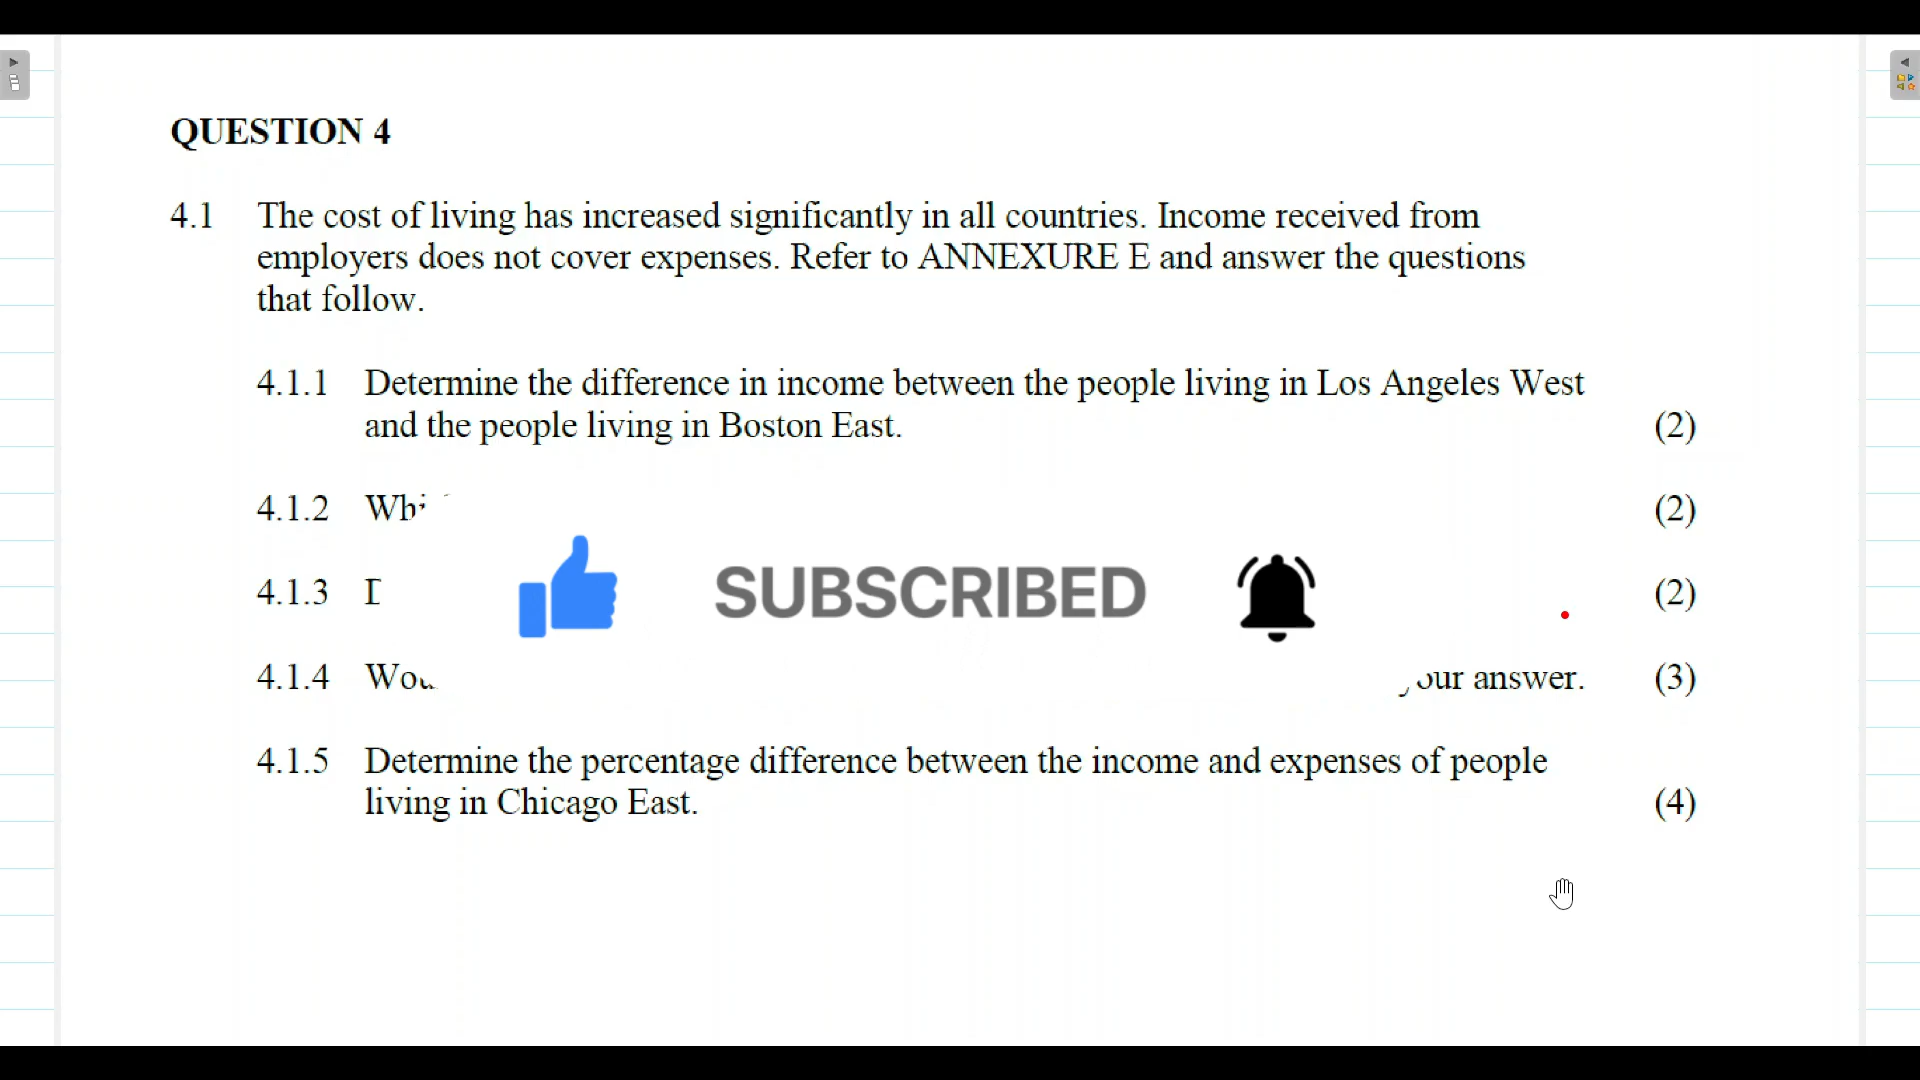 QUESTION 4
4.1 The cost of living has increased significantly in all countries. Income received from
employers does not cover expenses. Refer to ANNEXURE E and answer the questions
that follow.
4.1.1 Determine the difference in income between the people living in Los Angeles West
and the people living in Boston East. (2)
4.1.2 (2)
SUBSCRIBED
4.1.3 (2)
4.1.4 your answer. (3)
4.1.5 Determine the percentage difference between the income and expenses of people
living in Chicago East. (4)